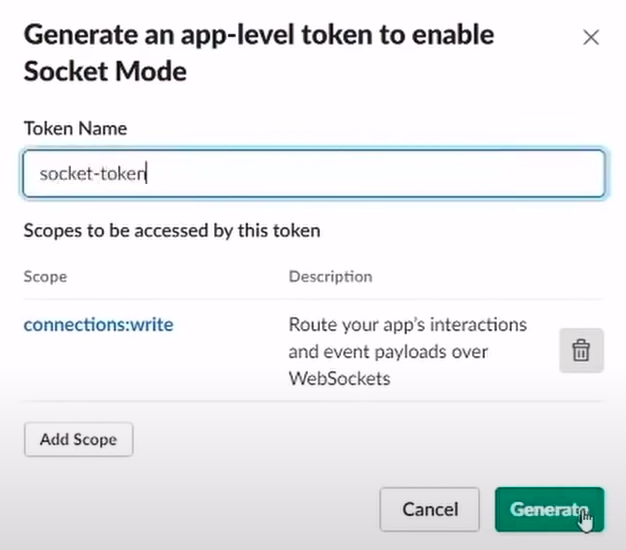 Generate an app-level token to enable
Socket Mode
Token Name
socket-token
Scopes to be accessed by this token
Scope Description
connections:write Route your app's interactions
and event payloads over
WebSockets
Add Scope
Cancel Generate